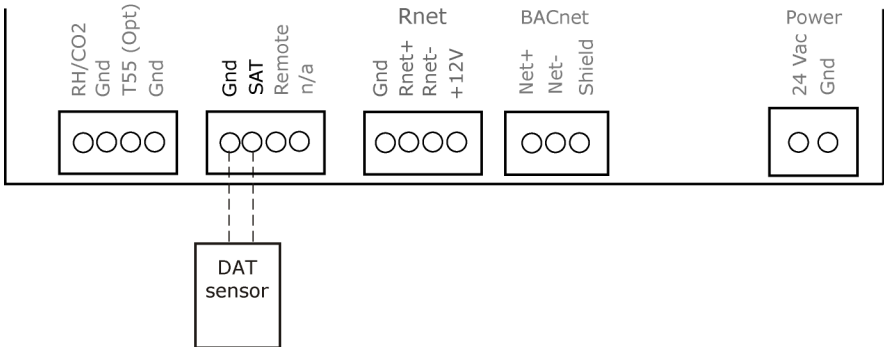 Rnet
BACnet
Power
RH/CO2
Gnd
T55 (Opt)
Gnd
Gnd
SAT
Remote
n/a
Gnd
Rnet+
Rnet-
+12V
Net+
Net-
Shield
24 Vac
Gnd
DAT
sensor